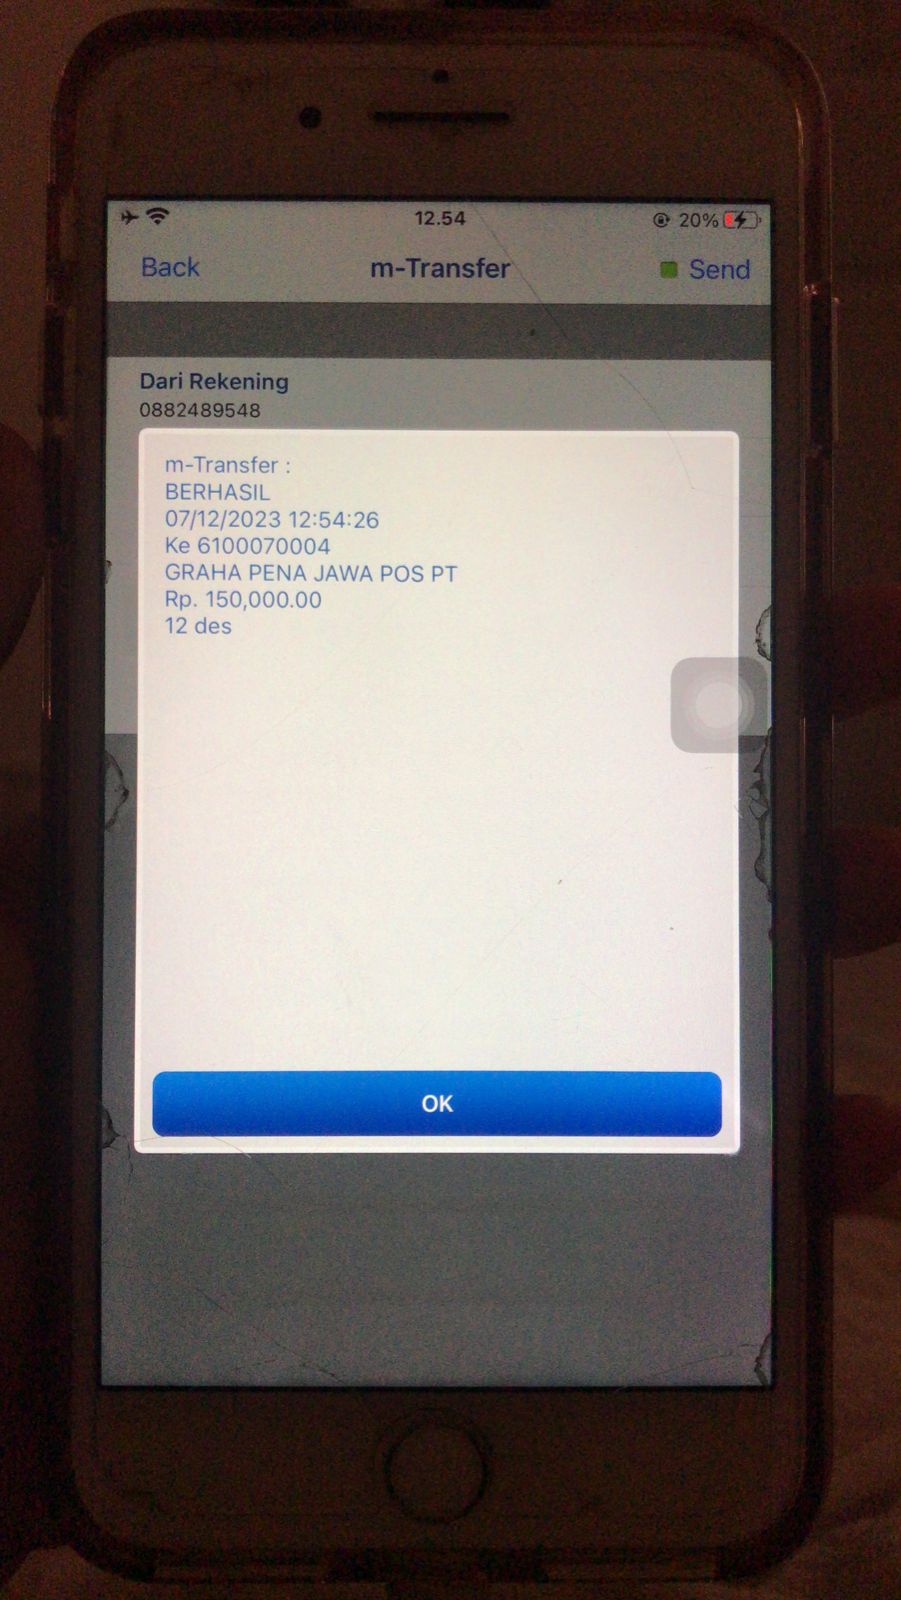 12.54
20%
Back
m-Transfer
Send
Dari Rekening
0882489548
m-Transfer :
BERHASIL
07/12/2023 12:54:26
Ke 6100070004
GRAHA PENA JAWA POS PT
Rp. 150,000.00
12 des
OK